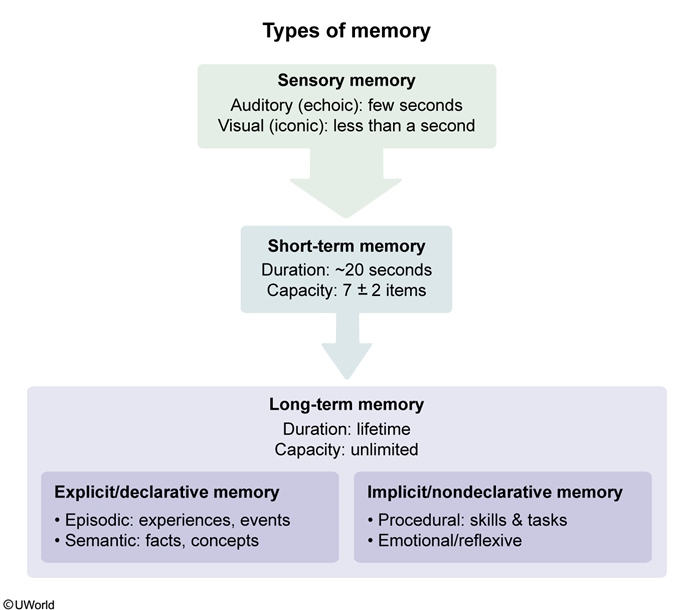 Types of memory
Sensory memory
Auditory (echoic): few seconds
Visual (iconic): less than a second
Short-term memory
Duration: ~20 seconds
Capacity: 7 ± 2 items
Long-term memory
Duration: lifetime
Capacity: unlimited
Explicit/declarative memory
• Episodic: experiences, events
• Semantic: facts, concepts
Implicit/nondeclarative memory
• Procedural: skills & tasks
• Emotional/reflexive
©UWorld